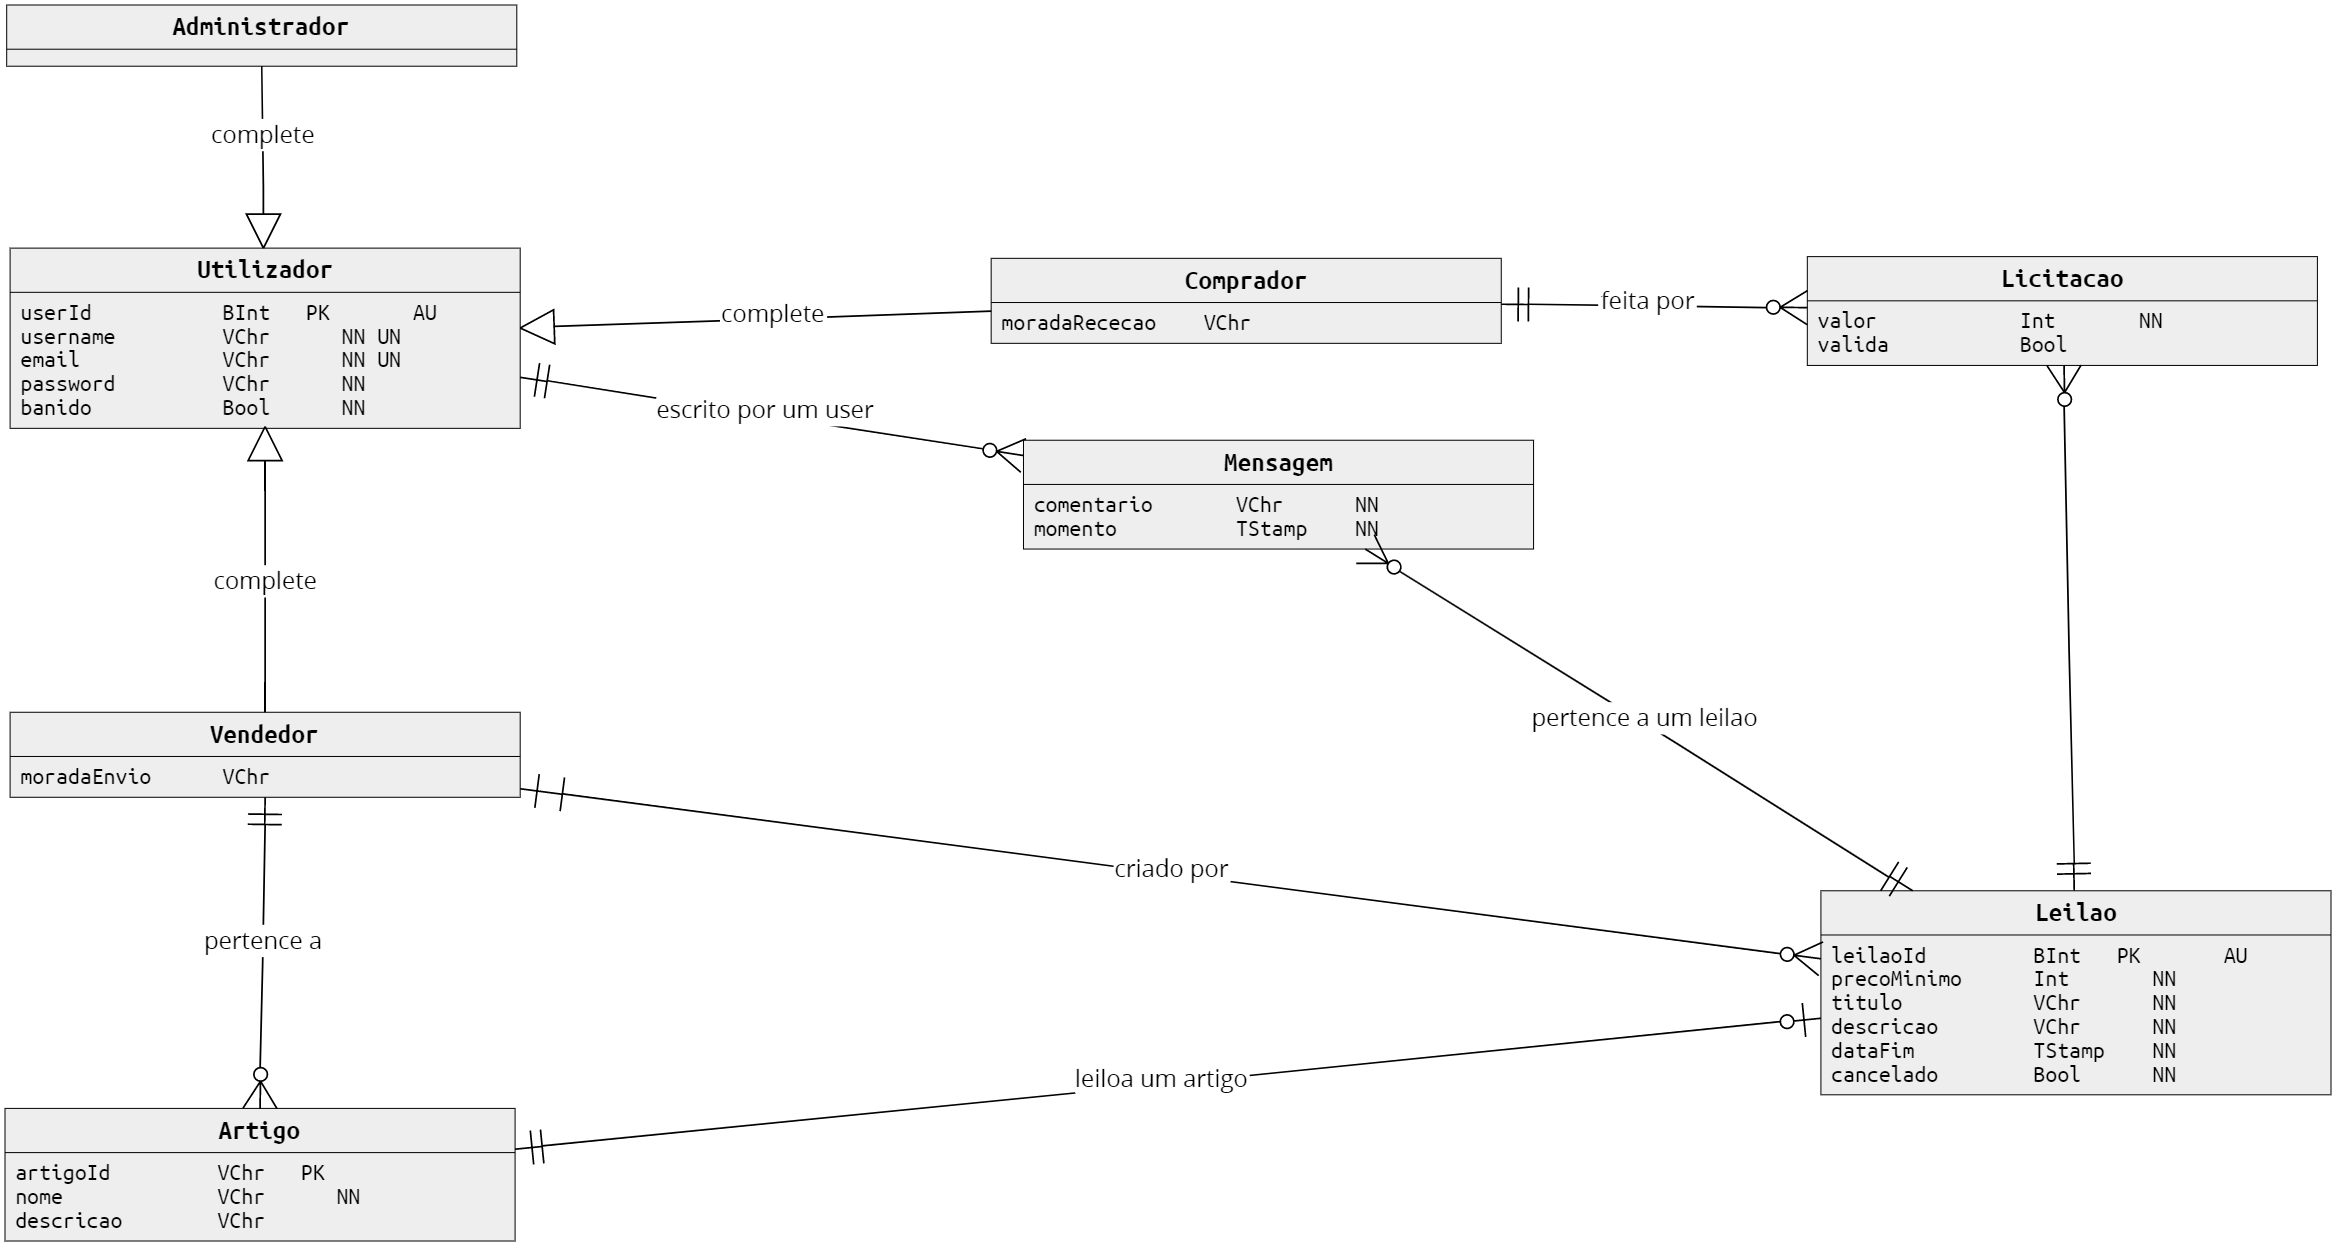 Administrador
complete
Utilizador
userId BInt PK AU
username VChr NN UN
email VChr NN UN
password VChr NN
banido Bool NN
complete
Comprador
moradaRececao VChr
feita por
Licitacao
valor Int NN
valida Bool
escrito por um user
Mensagem
comentario VChr NN
momento TStamp NN
complete
pertence a um leilao
Vendedor
moradaEnvio VChr
criado por
pertence a
Leilao
leilaoId BInt PK AU
precoMinimo Int NN
titulo VChr NN
descricao VChr NN
dataFim TStamp NN
cancelado Bool NN
leiloa um artigo
Artigo
artigoId VChr PK
nome VChr NN
descricao VChr